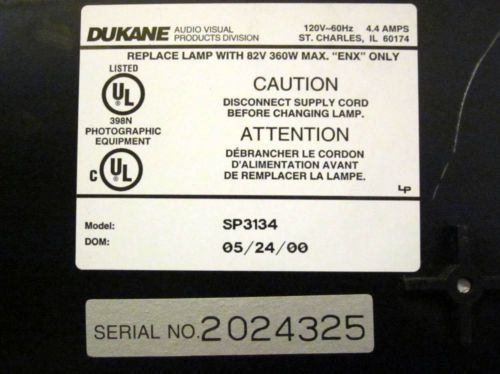 DUKANE AUDIO VISUAL PRODUCTS DIVISION
120V~60Hz 4.4 AMPS
ST. CHARLES, IL 60174
REPLACE LAMP WITH 82V 360W MAX. "ENX" ONLY
LISTED
UL
398N
PHOTOGRAPHIC
EQUIPMENT
C UL
CAUTION
DISCONNECT SUPPLY CORD
BEFORE CHANGING LAMP.
ATTENTION
DÉBRANCHER LE CORDON
D'ALIMENTATION AVANT
DE REMPLACER LA LAMPE.
LP
Model: SP3134
DOM: 05/24/00
SERIAL NO. 2024325